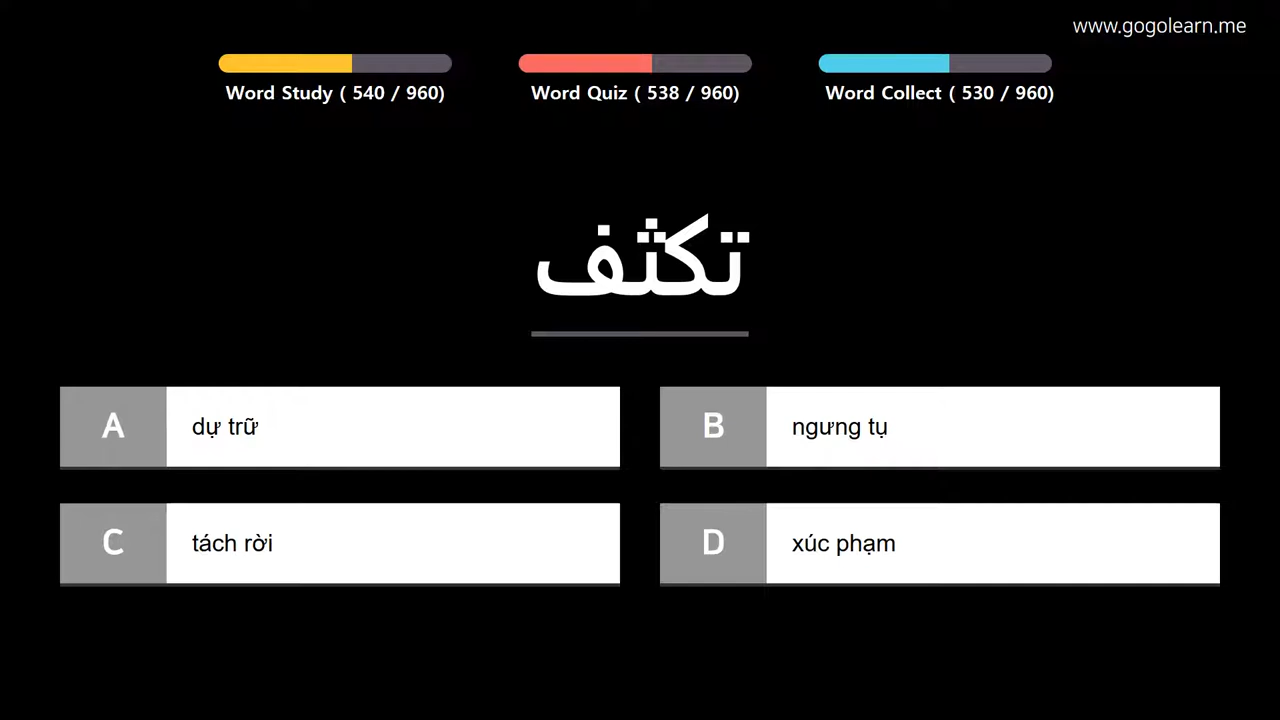 www.gogolearn.me
Word Study ( 540 / 960)
Word Quiz ( 538 / 960)
Word Collect ( 530 / 960)
تكثف
A
dự trữ
B
ngưng tụ
C
tách rời
D
xúc phạm